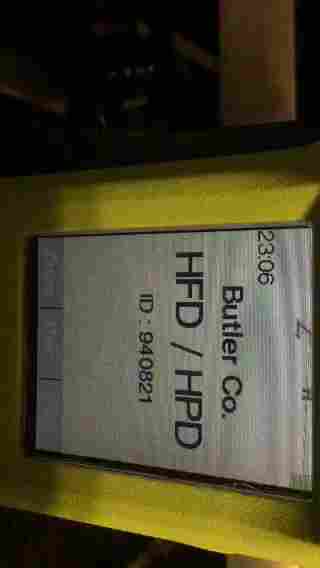 23:06
Butler Co.
HFD / HPD
ID : 940821